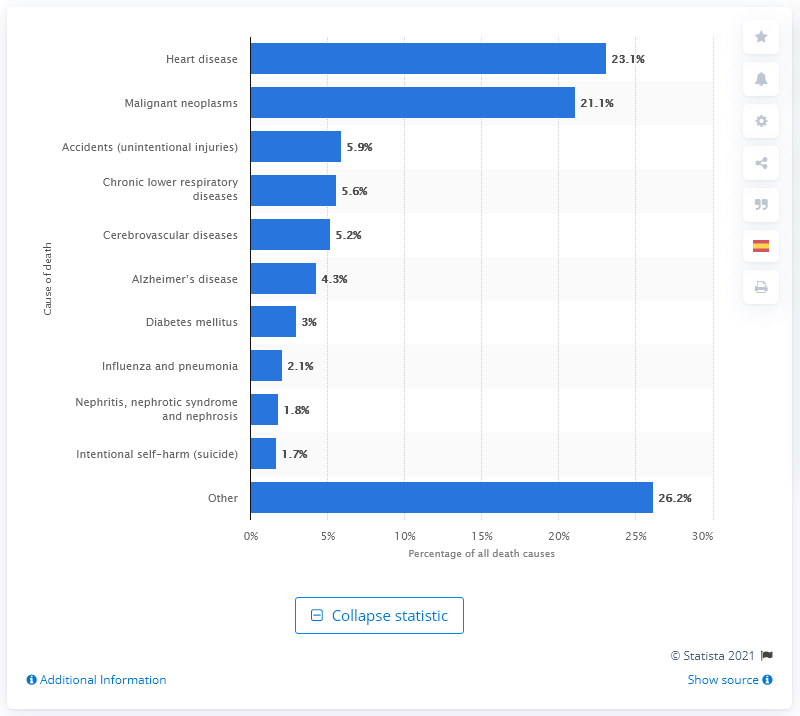 Heart disease
23.1%
Malignant neoplasms
21.1%
Accidents (unintentional injuries)
5.9%
Chronic lower respiratory
diseases
5.6%
Cerebrovascular diseases
5.2%
Alzheimer's disease
4.3%
Diabetes mellitus
3%
Influenza and pneumonia
2.1%
Nephritis, nephrotic syndrome
and nephrosis
1.8%
Intentional self-harm (suicide)
1.7%
Other
26.2%
Cause of death
0% 5% 10% 15% 20% 25% 30%
Percentage of all death causes
Collapse statistic
© Statista 2021
Additional Information
Show source